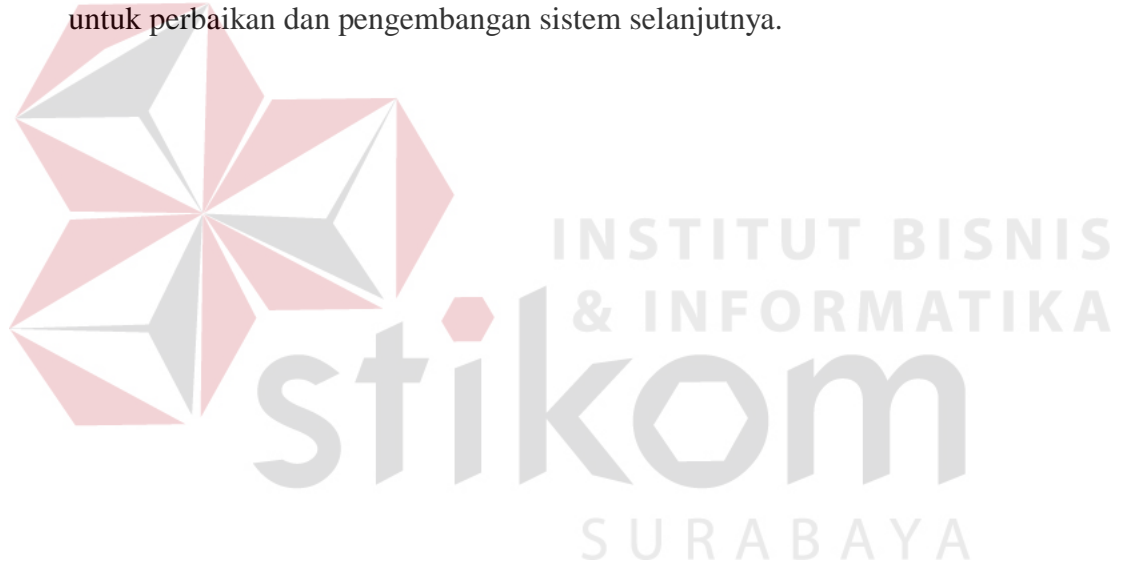 untuk perbaikan dan pengembangan sistem selanjutnya.
INSTITUT BISNIS
& INFORMATIKA
stikom
SURABAYA